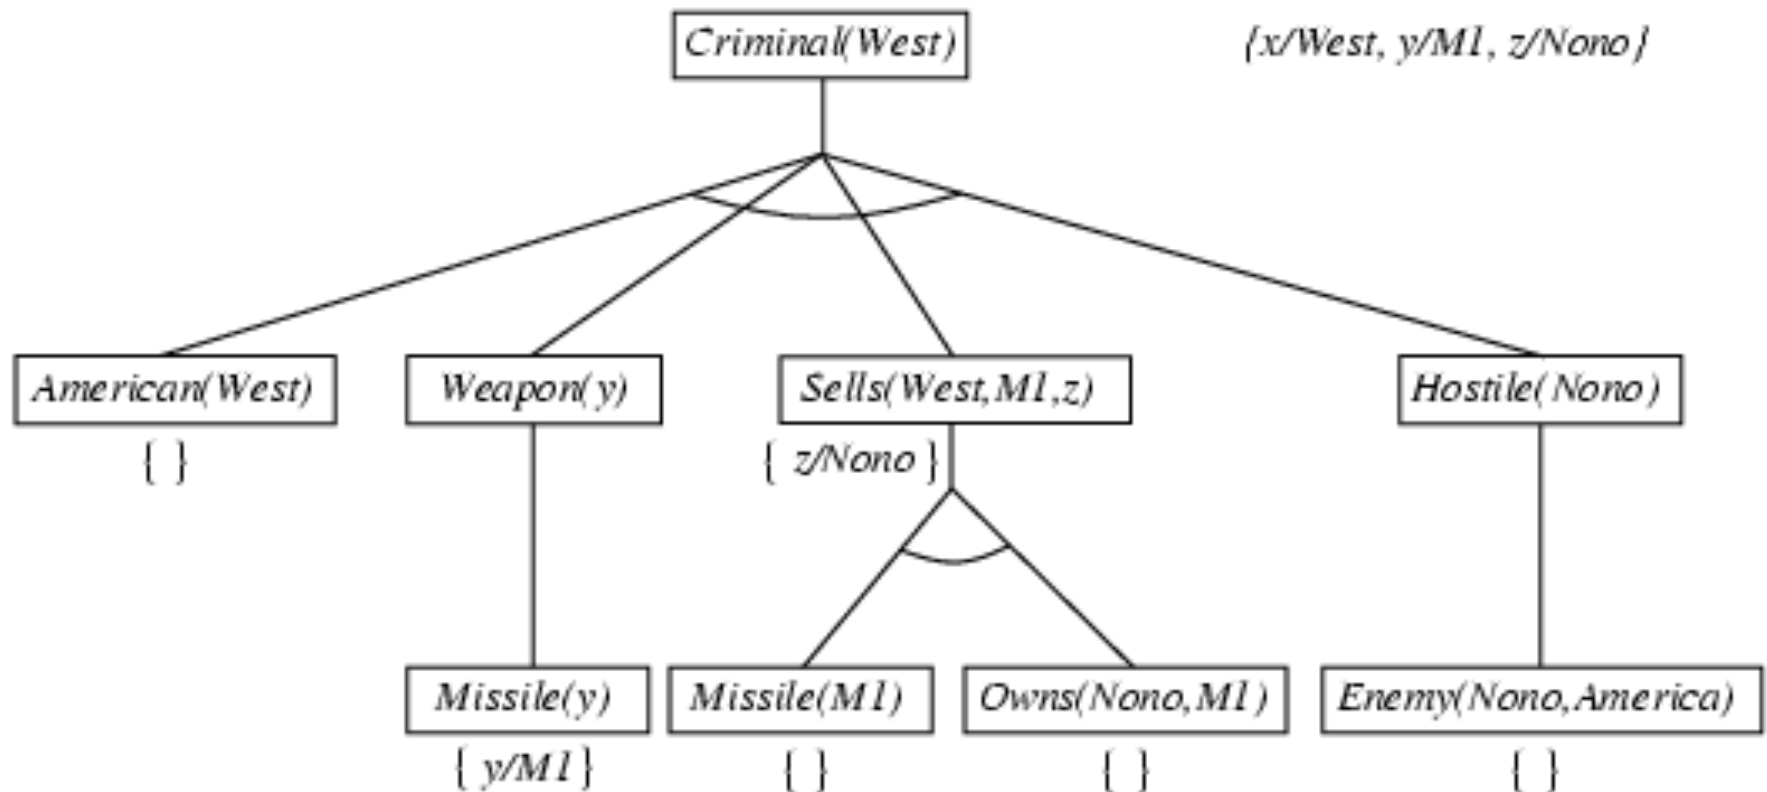 Criminal(West) {x/West, y/M1, z/Nono}
American(West) Weapon(y) Sells(West,M1,z) Hostile(Nono)
{ } { z/Nono }
Missile(y) Missile(M1) Owns(Nono,M1) Enemy(Nono,America)
{ y/M1 } { } { } { }